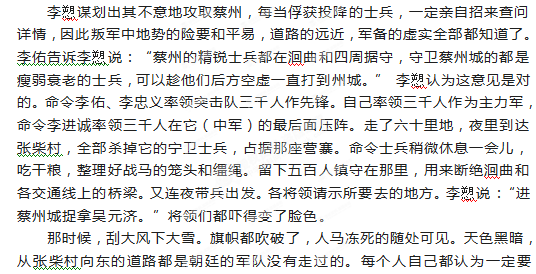 李塑谋划出其不意地攻取蔡州，每当俘获投降的士兵，一定亲自招来查问
详情，因此叛军中地势的险要和平易，道路的远近，军备的虚实全部都知道了。
李佑告诉李塑说：“蔡州的精锐士兵都在洄曲和四周据守，守卫蔡州城的都是
瘦弱衰老的士兵，可以趁他们后方空虚一直打到州城。” 李塑认为这意见是对
的。命令李佑、李忠义率领突击队三千人作先锋。自己率领三千人作为主力军，
命令李进诚率领三千人在它（中军）的最后面压阵。走了六十里地，夜里到达
张柴村，全部杀掉它的宁卫士兵，占据那座营寨。命令士兵稍微休息一会儿，
吃干粮，整理好战马的笼头和缰绳。留下五百人镇守在那里，用来断绝洄曲和
各交通线上的桥梁。又连夜带兵出发。各将领请示所要去的地方。李塑说：“进
蔡州城捉拿吴元济。”将领们都吓得变了脸色。
那时候，刮大风下大雪。旗帜都吹破了，人马冻死的随处可见。天色黑暗，
从张柴村向东的道路都是朝廷的军队没有走过的。每个人自己都认为一定要